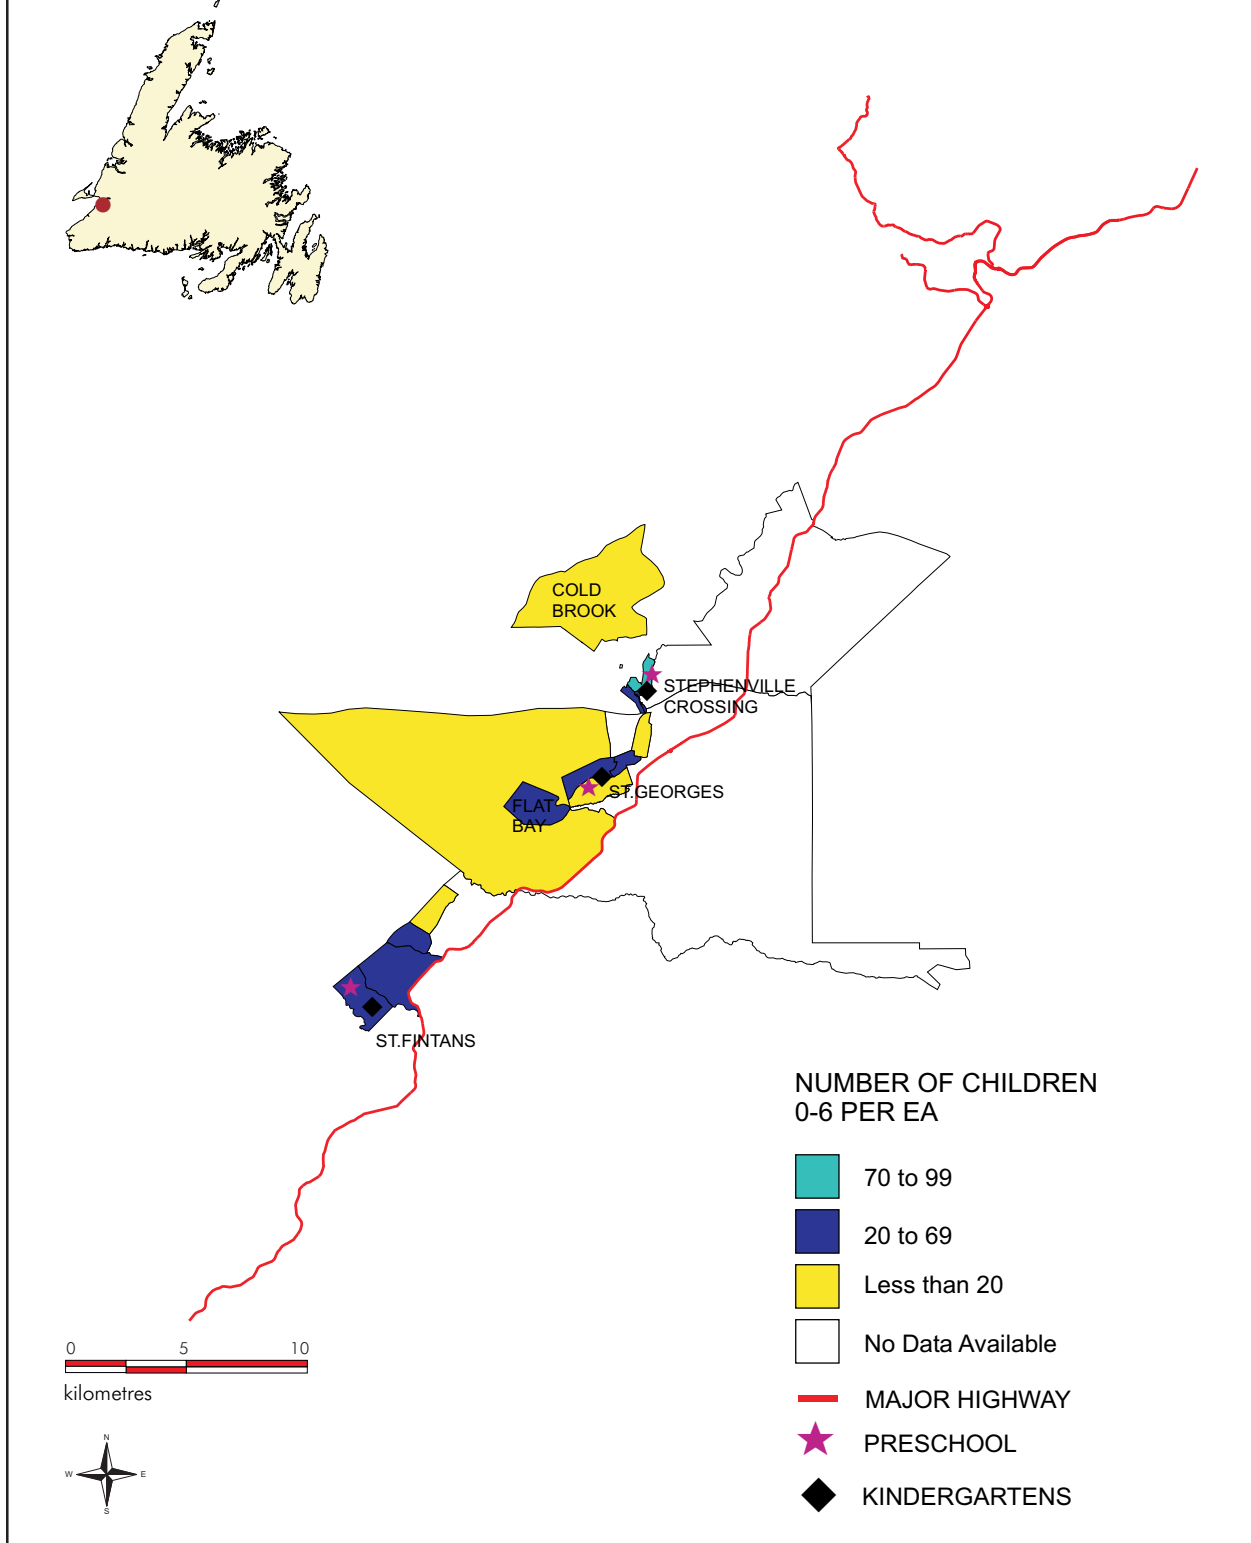 COLD
BROOK
STEPHENVILLE
CROSSING
ST.GEORGES
FLAT
BAY
ST.FINTANS
NUMBER OF CHILDREN
0-6 PER EA
70 to 99
20 to 69
Less than 20
No Data Available
MAJOR HIGHWAY
PRESCHOOL
KINDERGARTENS
0 5 10
kilometres
N
W E
S